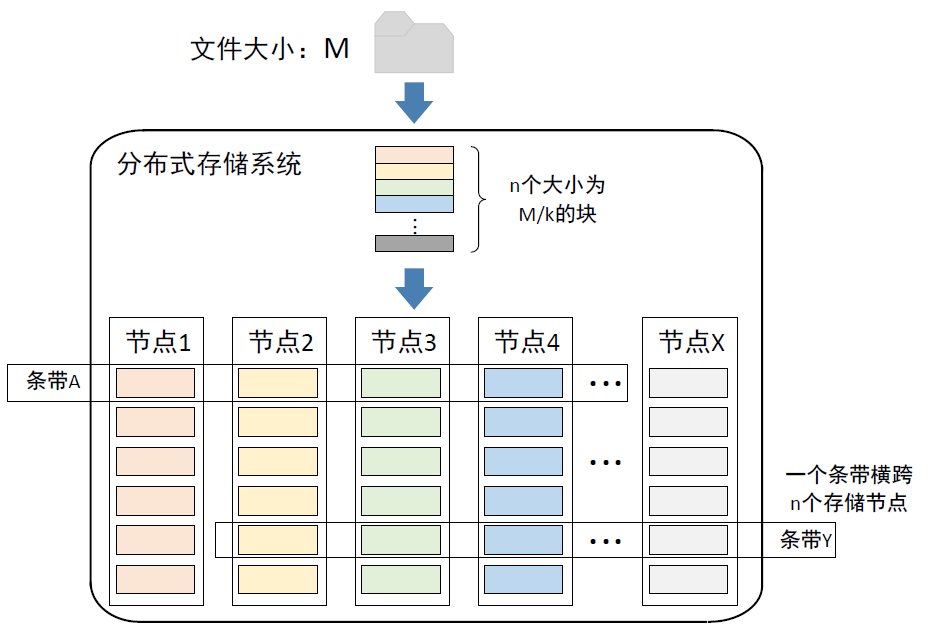 文件大小：M
分布式存储系统
n个大小为
M/k的块
⋮
节点1 节点2 节点3 节点4 节点X
条带A
···
···
一个条带横跨
n个存储节点
···
条带Y